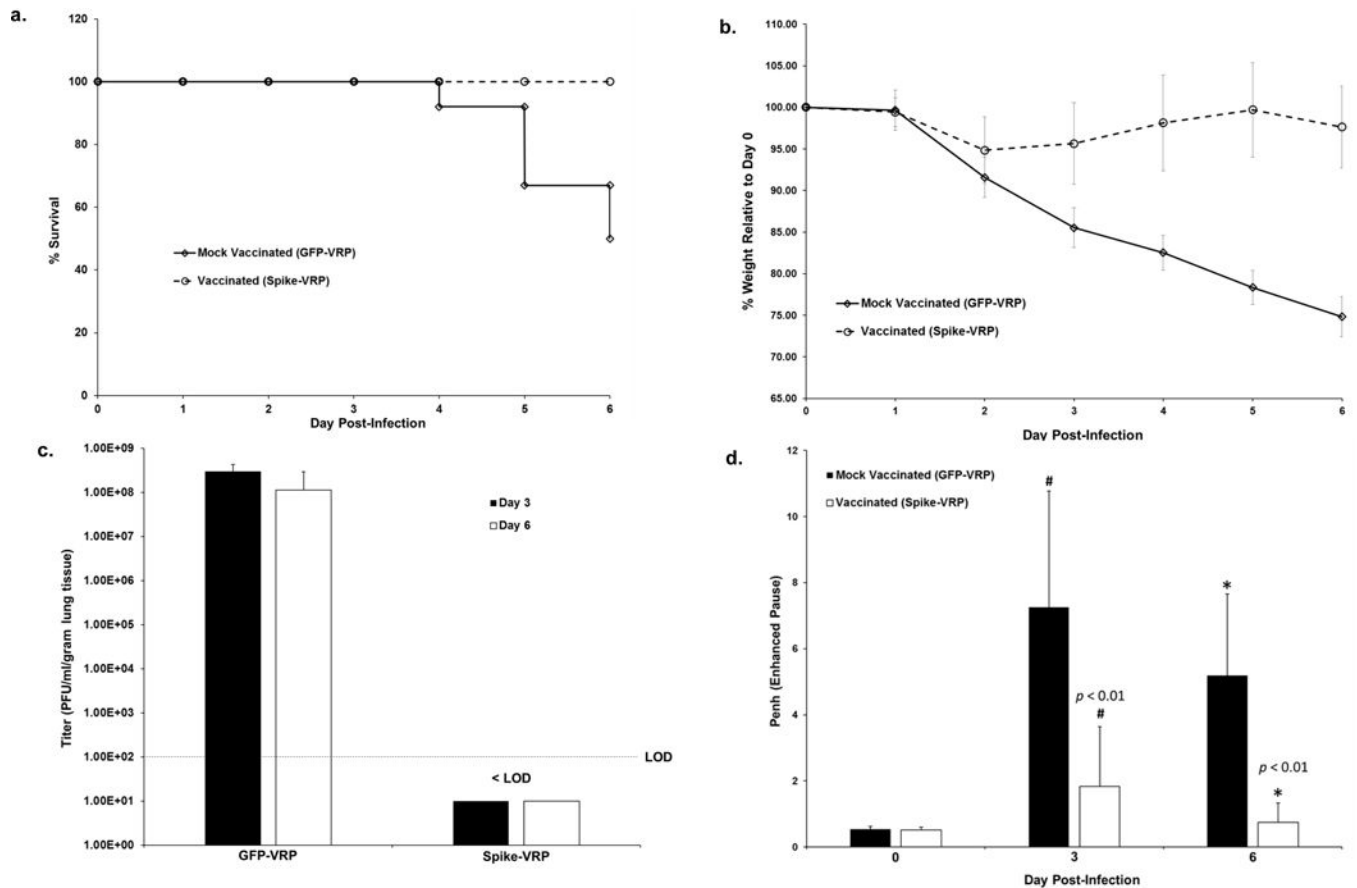 a.
120
100
80
60
40
20
0
% Survival
Mock Vaccinated (GFP-VRP)
Vaccinated (Spike-VRP)
0 1 2 3 4 5 6
Day Post-Infection
b.
110.00
105.00
100.00
95.00
90.00
85.00
80.00
75.00
70.00
65.00
% Weight Relative to Day 0
Mock Vaccinated (GFP-VRP)
Vaccinated (Spike-VRP)
0 1 2 3 4 5 6
Day Post-Infection
c.
1.00E+09
1.00E+08
1.00E+07
1.00E+06
1.00E+05
1.00E+04
1.00E+03
1.00E+02
1.00E+01
1.00E+00
Titer (PFU/ml/gram lung tissue)
Day 3
Day 6
LOD
< LOD
GFP-VRP Spike-VRP
d.
12
10
8
6
4
2
0
Penh (Enhanced Pause)
Mock Vaccinated (GFP-VRP)
Vaccinated (Spike-VRP)
#
*
p < 0.01
#
p < 0.01
*
0 3 6
Day Post-Infection